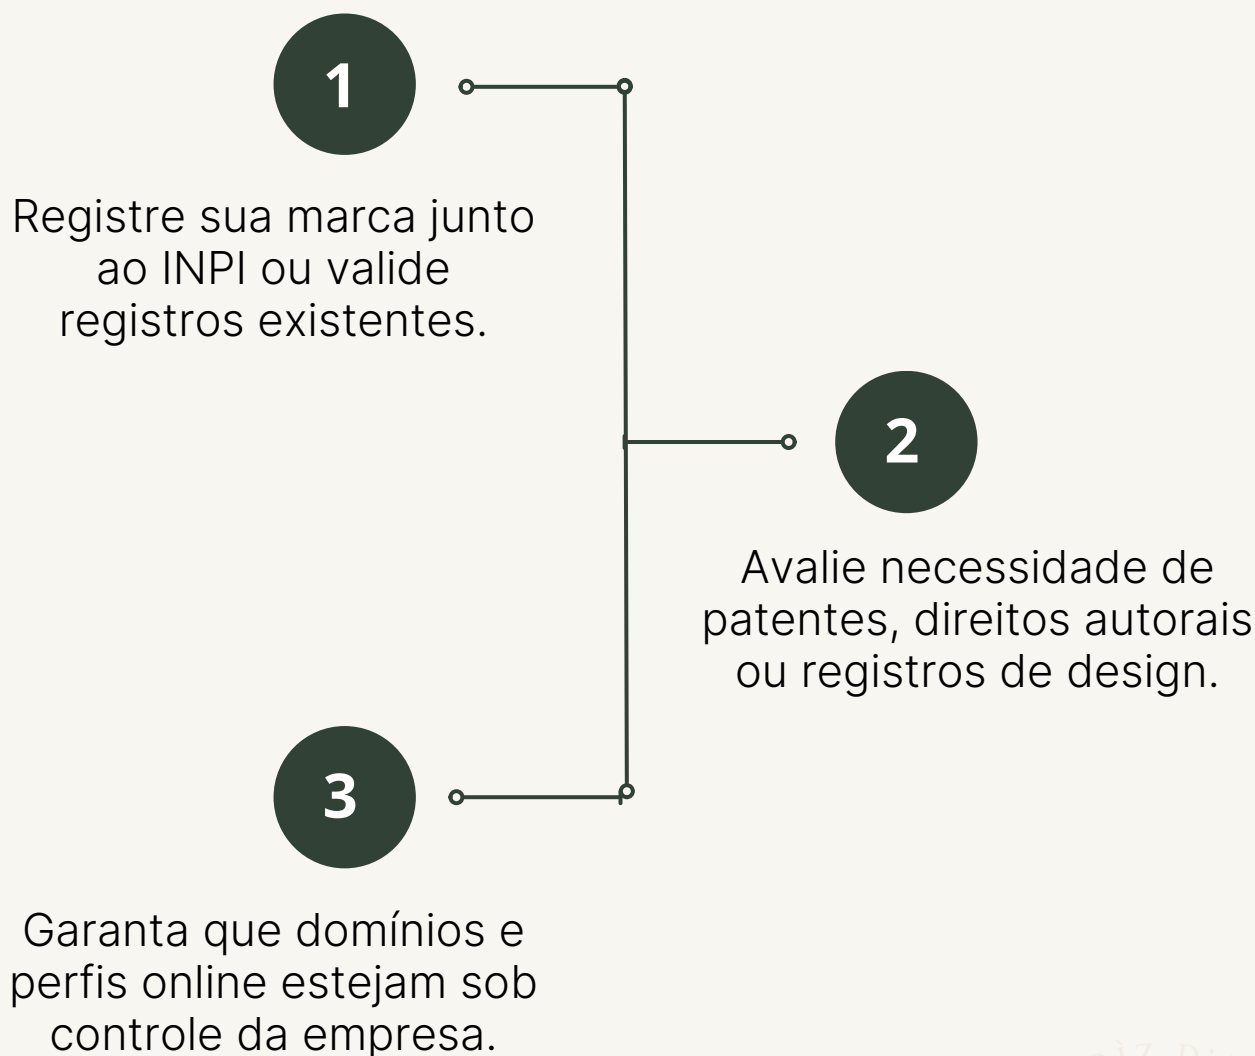 1
Registre sua marca junto
ao INPI ou valide
registros existentes.
2
Avalie necessidade de
patentes, direitos autorais
ou registros de design.
3
Garanta que domínios e
perfis online estejam sob
controle da empresa.